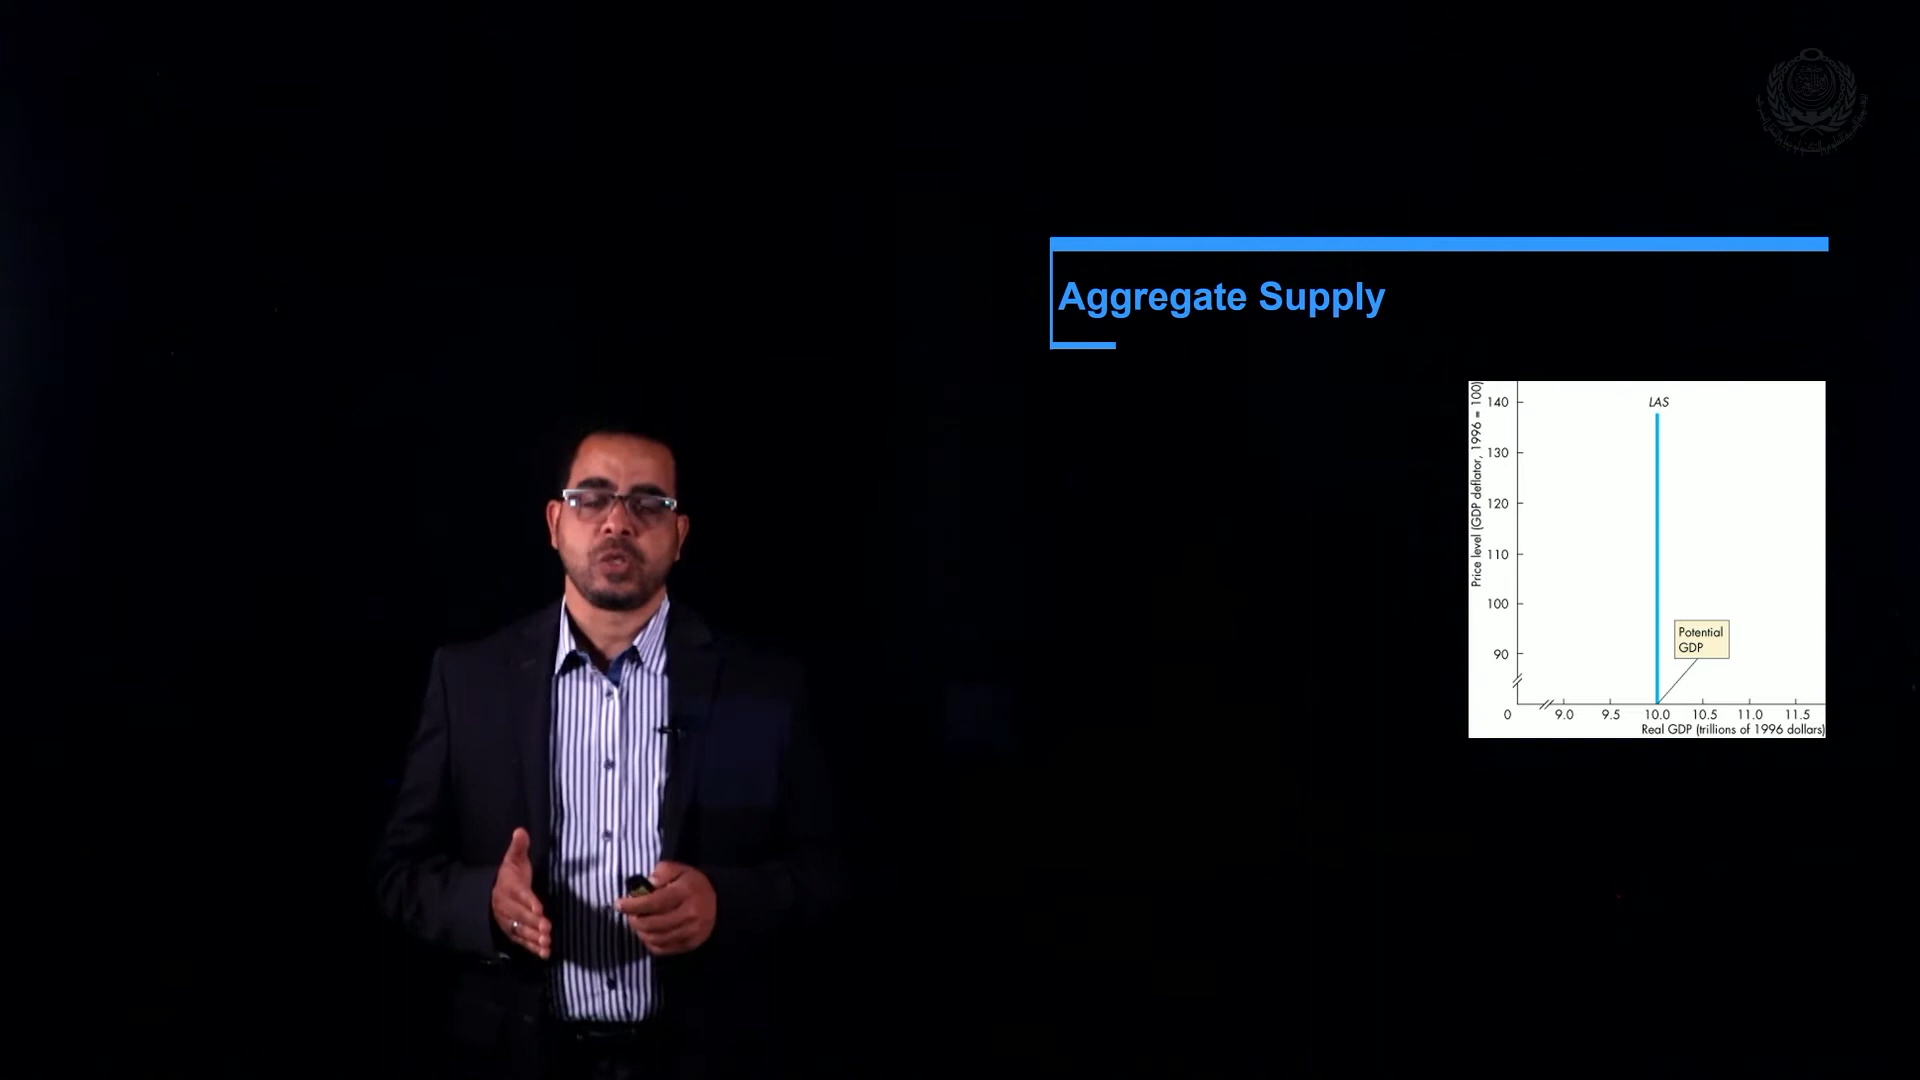 Aggregate Supply
Price level (GDP deflator, 1996 = 100)
140
130
120
110
100
90
LAS
Potential
GDP
0 9.0 9.5 10.0 10.5 11.0 11.5
Real GDP (trillions of 1996 dollars)